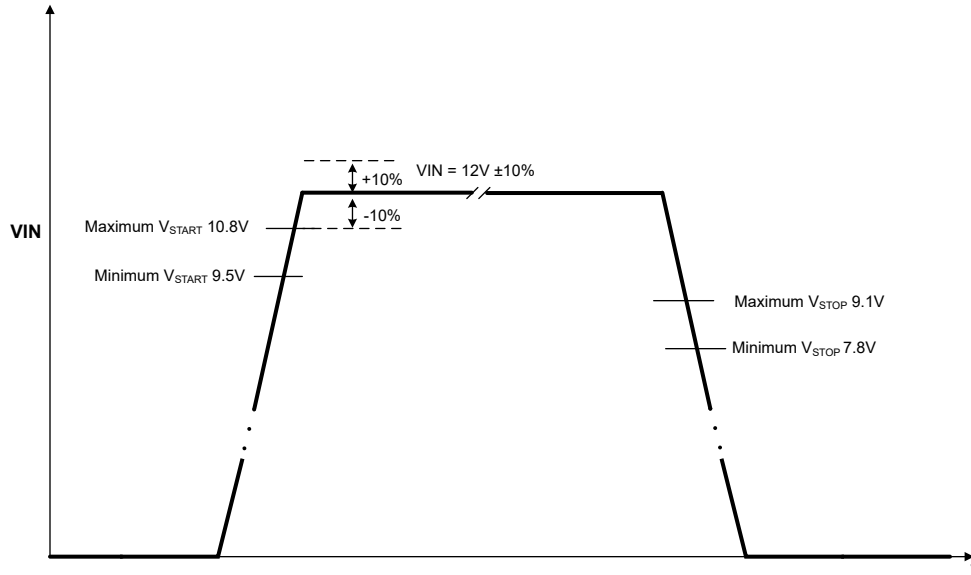 +10%
VIN = 12V ±10%
-10%
Maximum VSTART 10.8V
VIN
Minimum VSTART 9.5V
Maximum VSTOP 9.1V
Minimum VSTOP 7.8V